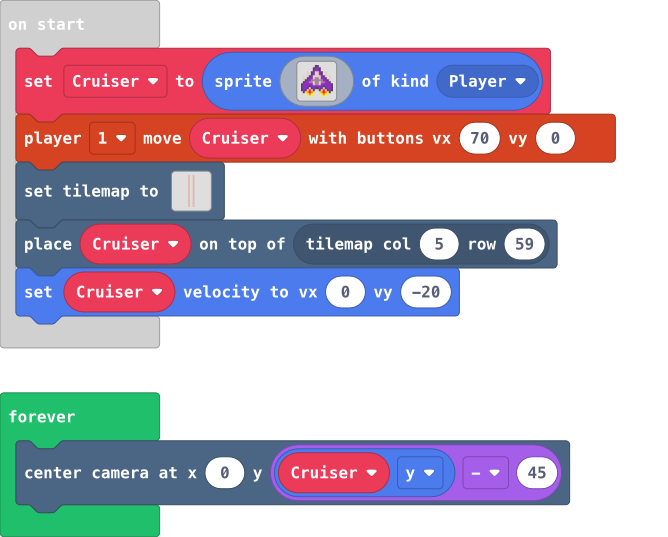 on start
set Cruiser to sprite of kind Player
player 1 move Cruiser with buttons vx 70 vy 0
set tilemap to
place Cruiser on top of tilemap col 5 row 59
set Cruiser velocity to vx 0 vy −20
forever
center camera at x 0 y Cruiser y - 45